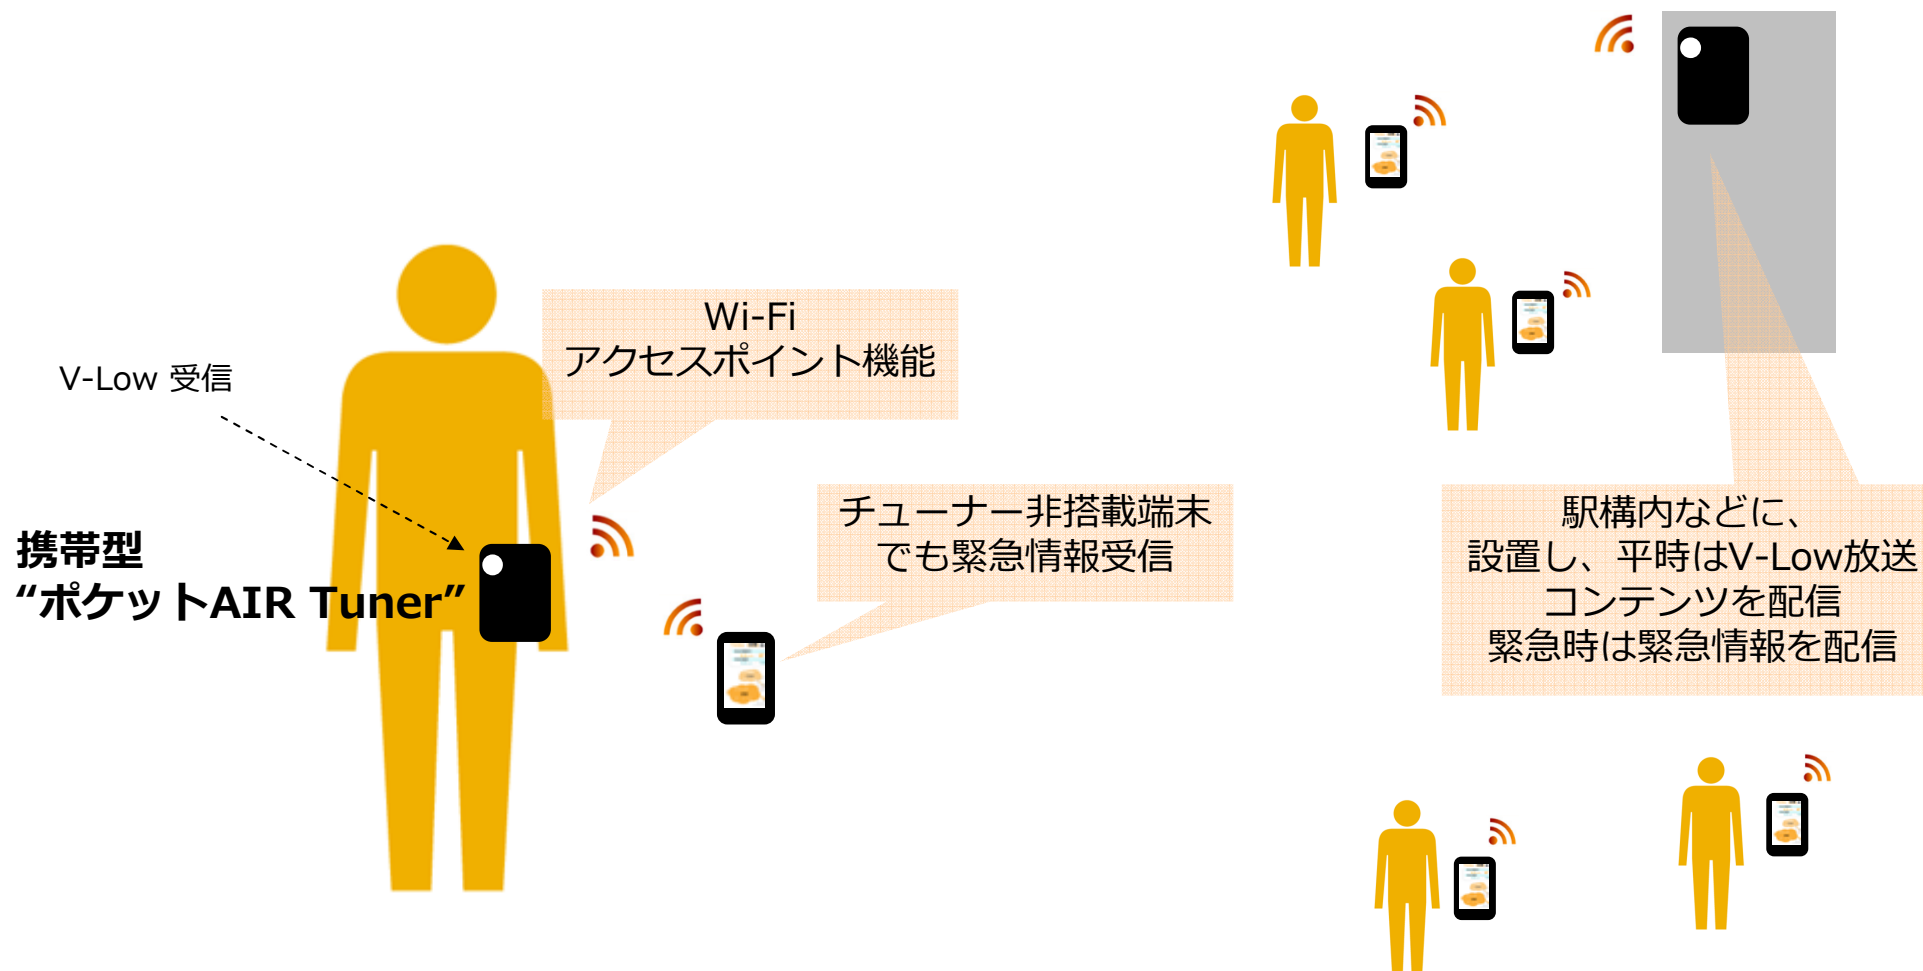 V-Low 受信
携帯型
“ポケットAIR Tuner”
Wi-Fi
アクセスポイント機能
チューナー非搭載端末
でも緊急情報受信
駅構内などに、
設置し、平時はV-Low放送
コンテンツを配信
緊急時は緊急情報を配信